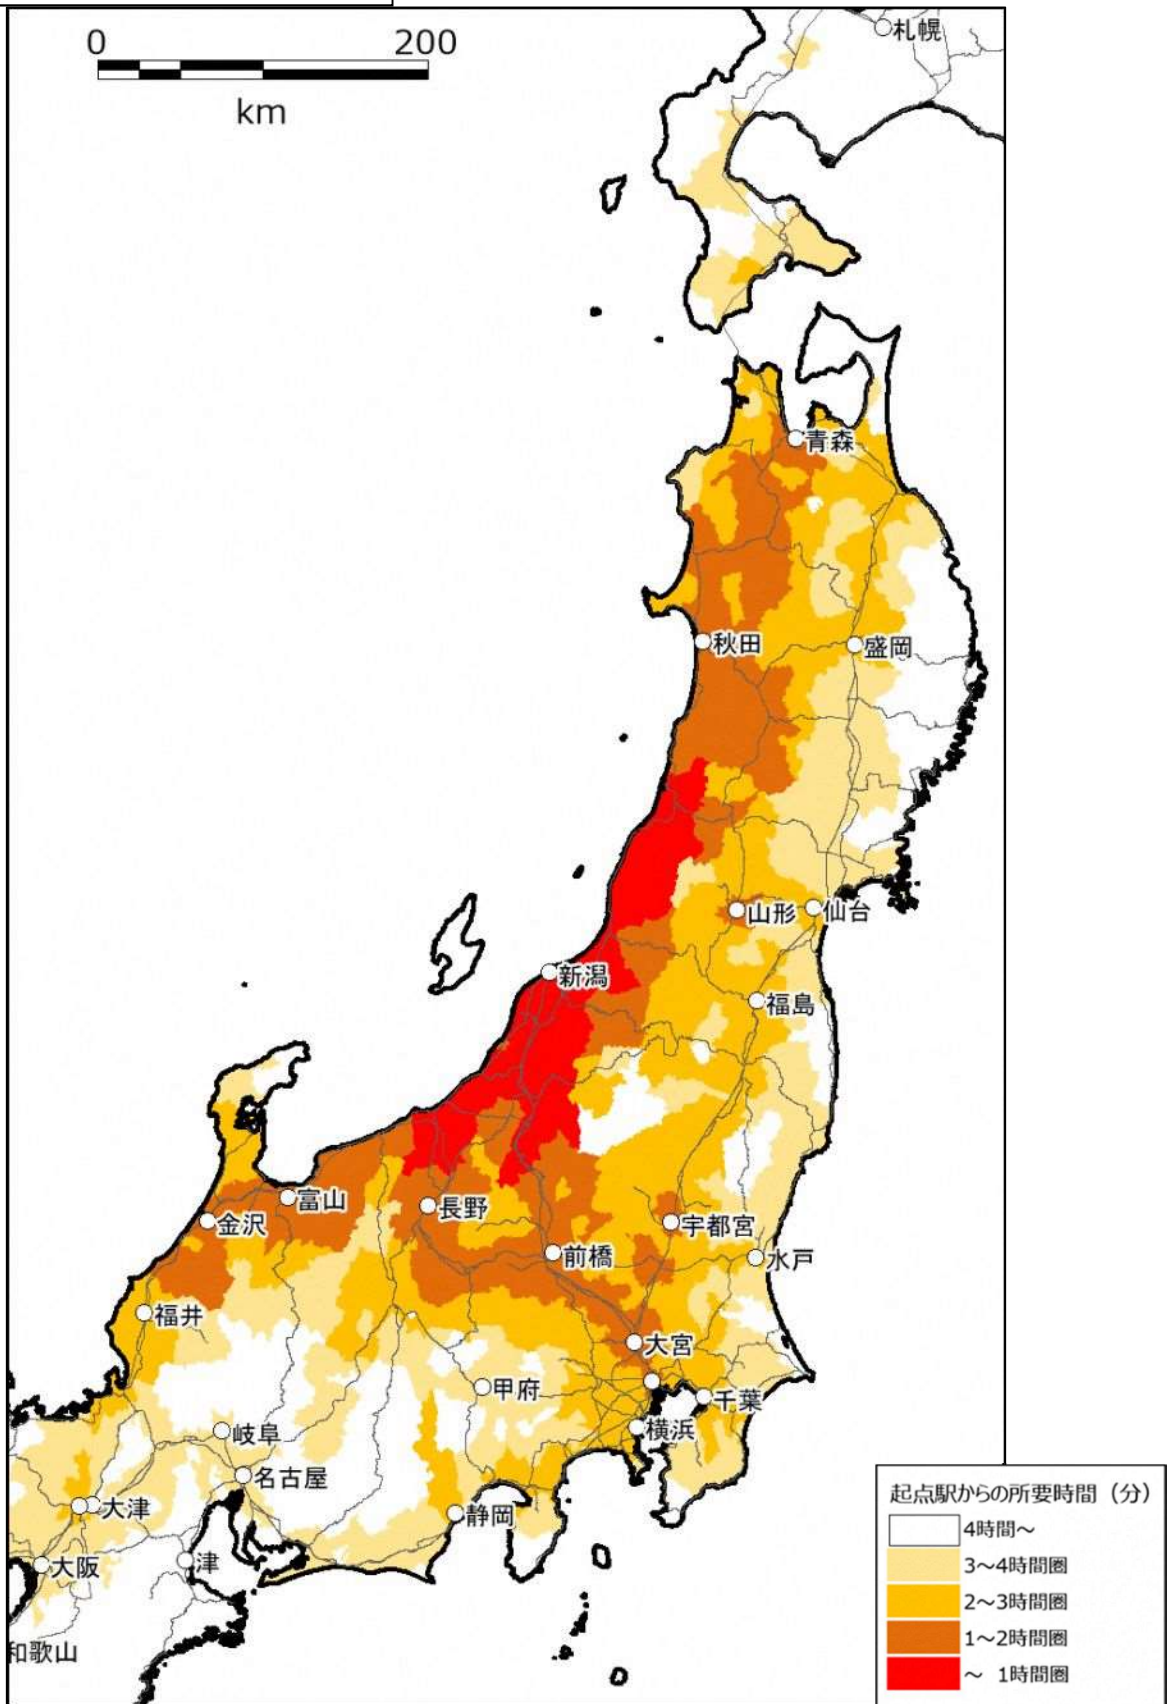 0 200
km
札幌
青森
秋田
盛岡
山形
仙台
新潟
福島
富山
長野
金沢
宇都宮
前橋
水戸
福井
大宮
甲府
千葉
横浜
岐阜
名古屋
大津
静岡
大阪
津
和歌山
起点駅からの所要時間（分）
4時間～
3～4時間圏
2～3時間圏
1～2時間圏
～ 1時間圏